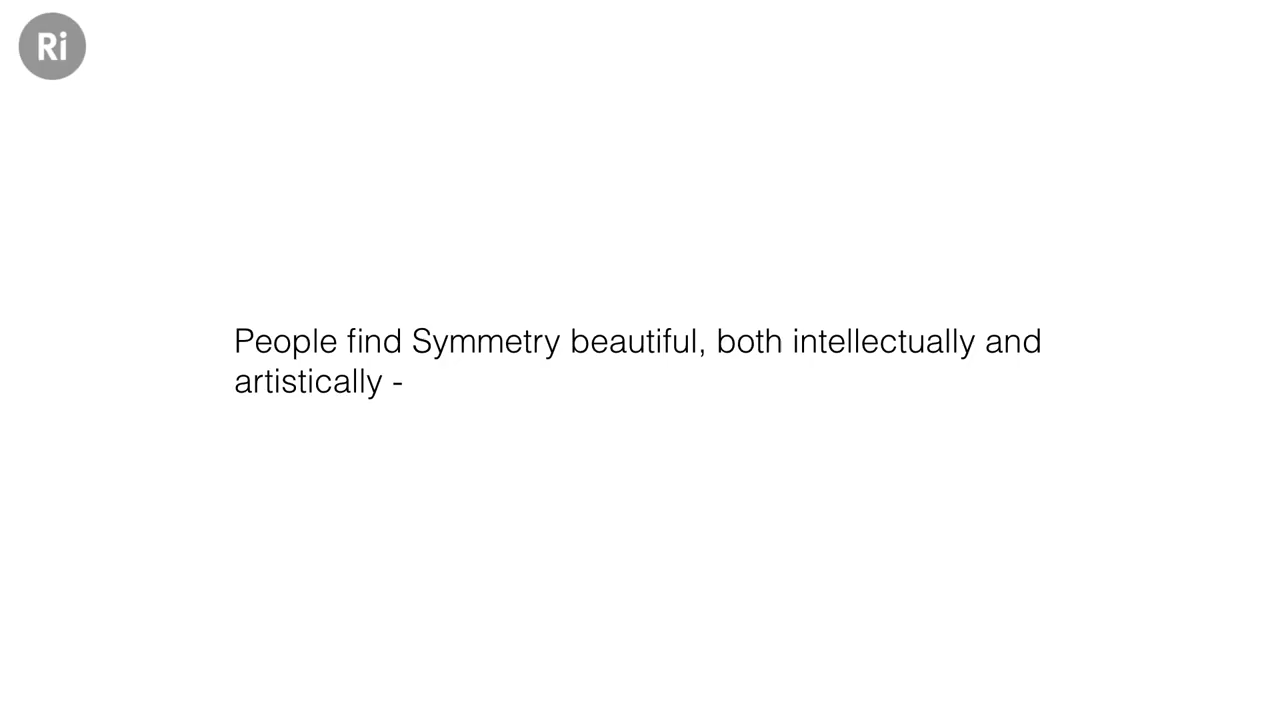 Ri
People find Symmetry beautiful, both intellectually and
artistically -